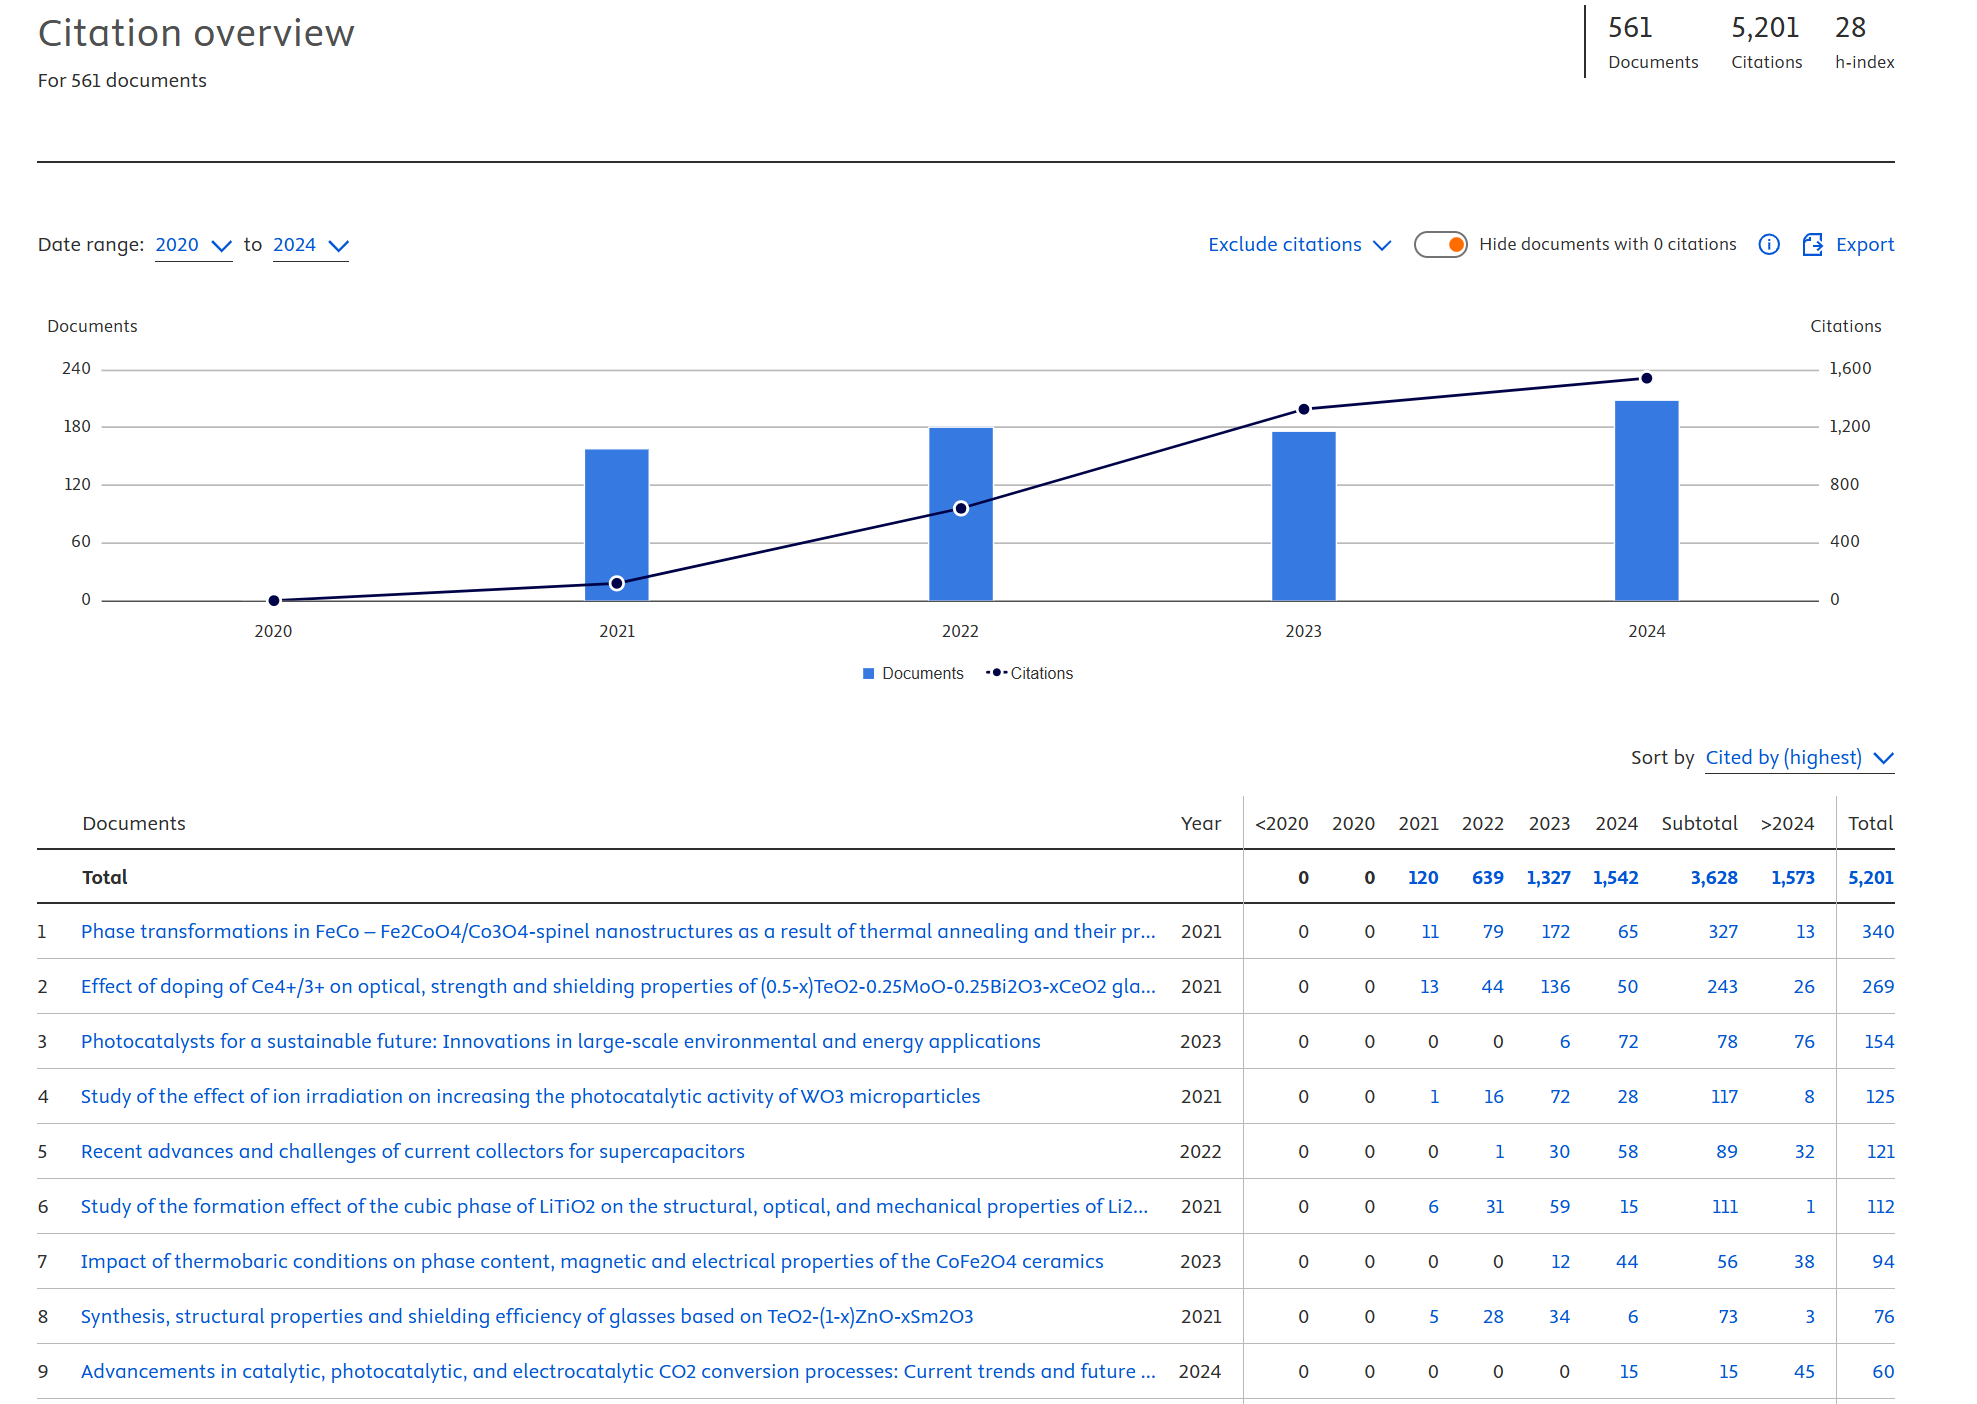 Citation overview
For 561 documents
561 5,201 28
Documents Citations h-index
Date range: 2020 to 2024
Exclude citations Hide documents with 0 citations Export
Documents Citations
240 1,600
180 1,200
120 800
60 400
0 0
2020 2021 2022 2023 2024
Documents Citations
Sort by Cited by (highest)
Documents Year <2020 2020 2021 2022 2023 2024 Subtotal >2024 Total
Total 0 0 120 639 1,327 1,542 3,628 1,573 5,201
1 Phase transformations in FeCo – Fe2CoO4/Co3O4-spinel nanostructures as a result of thermal annealing and their pr... 2021 0 0 11 79 172 65 327 13 340
2 Effect of doping of Ce4+/3+ on optical, strength and shielding properties of (0.5-x)TeO2-0.25MoO-0.25Bi2O3-xCeO2 gla... 2021 0 0 13 44 136 50 243 26 269
3 Photocatalysts for a sustainable future: Innovations in large-scale environmental and energy applications 2023 0 0 0 0 6 72 78 76 154
4 Study of the effect of ion irradiation on increasing the photocatalytic activity of WO3 microparticles 2021 0 0 1 16 72 28 117 8 125
5 Recent advances and challenges of current collectors for supercapacitors 2022 0 0 0 1 30 58 89 32 121
6 Study of the formation effect of the cubic phase of LiTiO2 on the structural, optical, and mechanical properties of Li2... 2021 0 0 6 31 59 15 111 1 112
7 Impact of thermobaric conditions on phase content, magnetic and electrical properties of the CoFe2O4 ceramics 2023 0 0 0 0 12 44 56 38 94
8 Synthesis, structural properties and shielding efficiency of glasses based on TeO2-(1-x)ZnO-xSm2O3 2021 0 0 5 28 34 6 73 3 76
9 Advancements in catalytic, photocatalytic, and electrocatalytic CO2 conversion processes: Current trends and future ... 2024 0 0 0 0 0 15 15 45 60